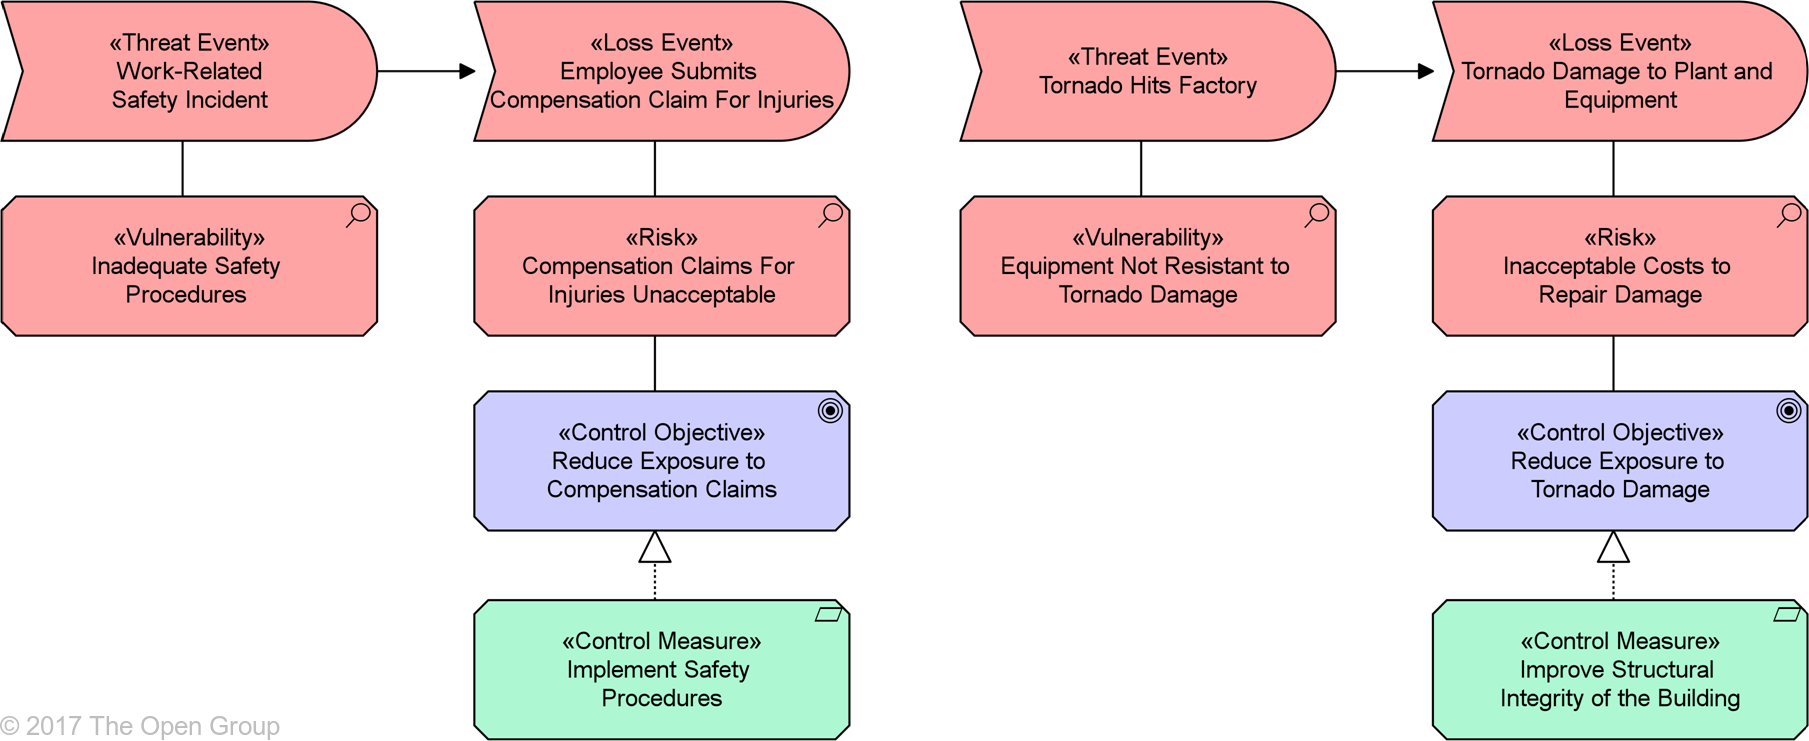 «Threat Event»
Work-Related
Safety Incident
«Loss Event»
Employee Submits
Compensation Claim For Injuries
«Threat Event»
Tornado Hits Factory
«Loss Event»
Tornado Damage to Plant and
Equipment
«Vulnerability»
Inadequate Safety
Procedures
«Risk»
Compensation Claims For
Injuries Unacceptable
«Vulnerability»
Equipment Not Resistant to
Tornado Damage
«Risk»
Inacceptable Costs to
Repair Damage
«Control Objective»
Reduce Exposure to
Compensation Claims
«Control Objective»
Reduce Exposure to
Tornado Damage
«Control Measure»
Implement Safety
Procedures
«Control Measure»
Improve Structural
Integrity of the Building
© 2017 The Open Group